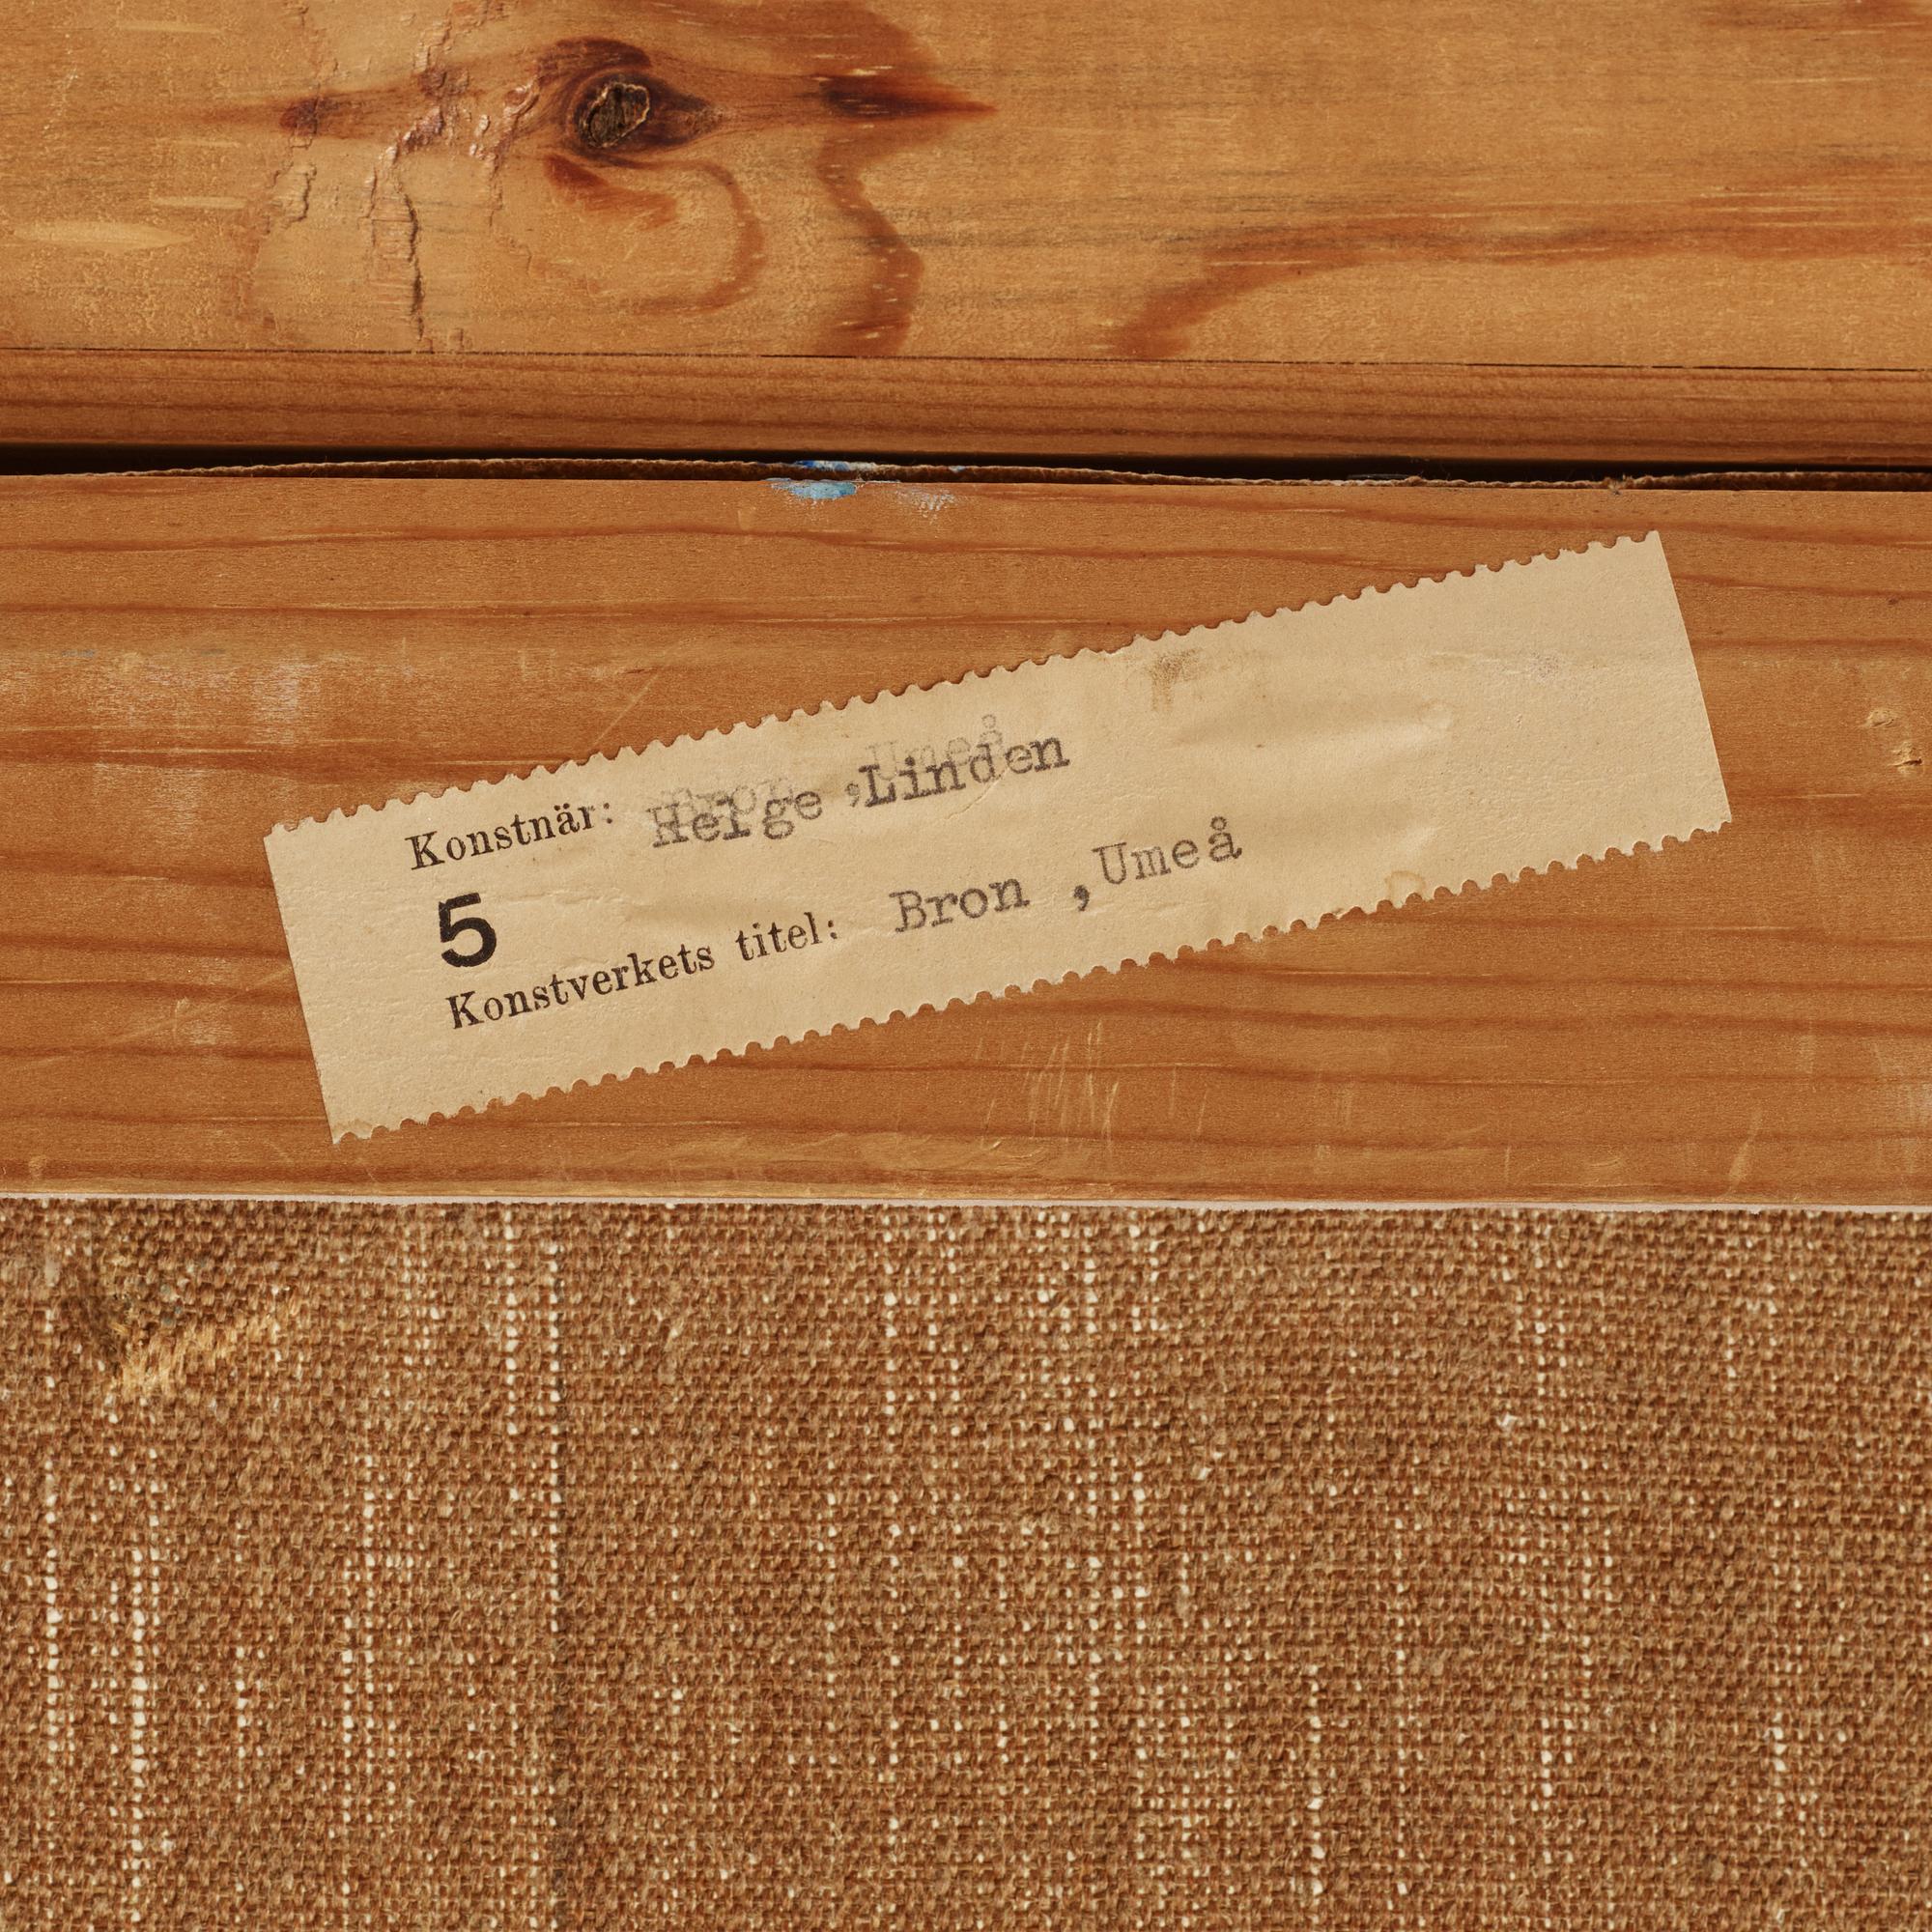 Konstnär: Helge Linden
5
Konstverkets titel: Bron ,Umeå